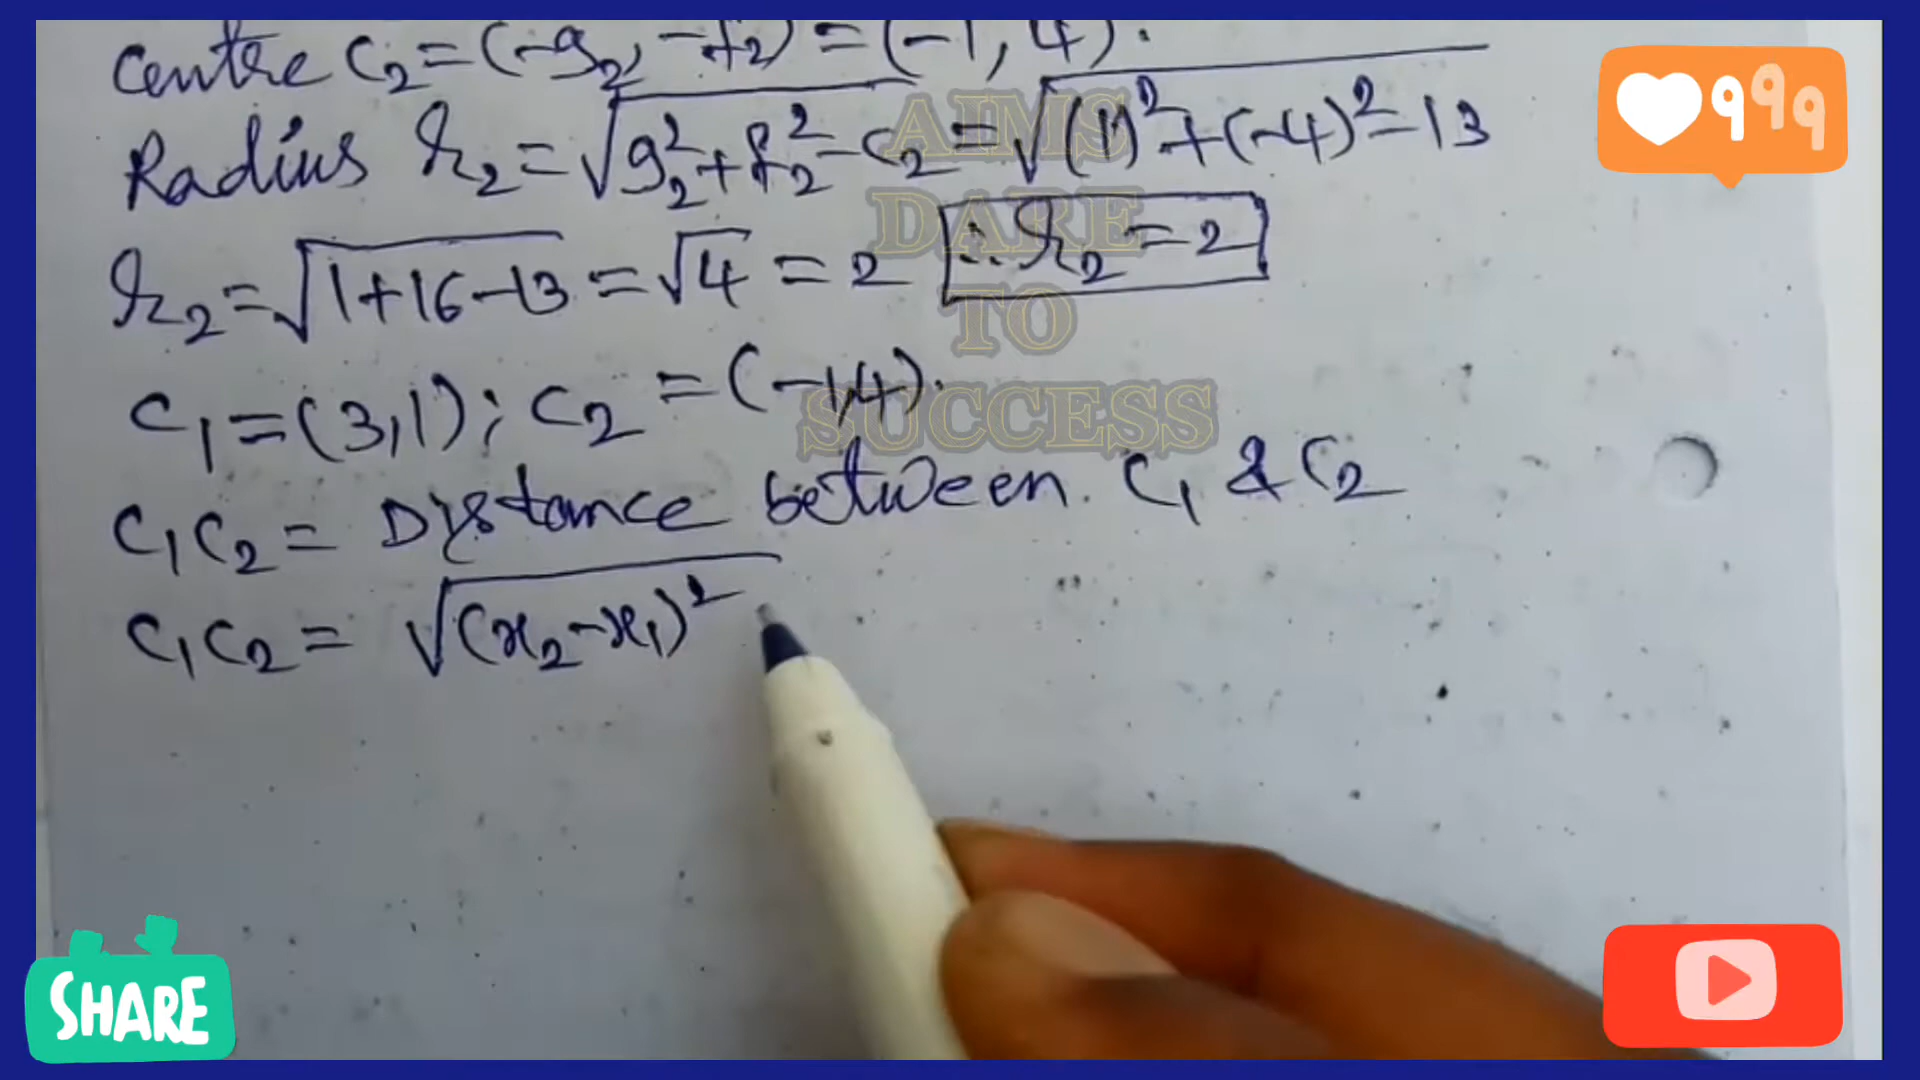 Centre C₂ = (-g₂, -f₂) = (-1, 4).
Radius r₂ = √g₂²+f₂²-c₂ = √(1)²+(-4)²-13
r₂ = √1+16-13 = √4 = 2 ∴ r₂ = 2
C₁ = (3,1); C₂ = (-1,4).
C₁C₂ = Distance between C₁ & C₂
C₁C₂ = √(x₂-x₁)²
AIMS
DARE
TO
SUCCESS
999
SHARE